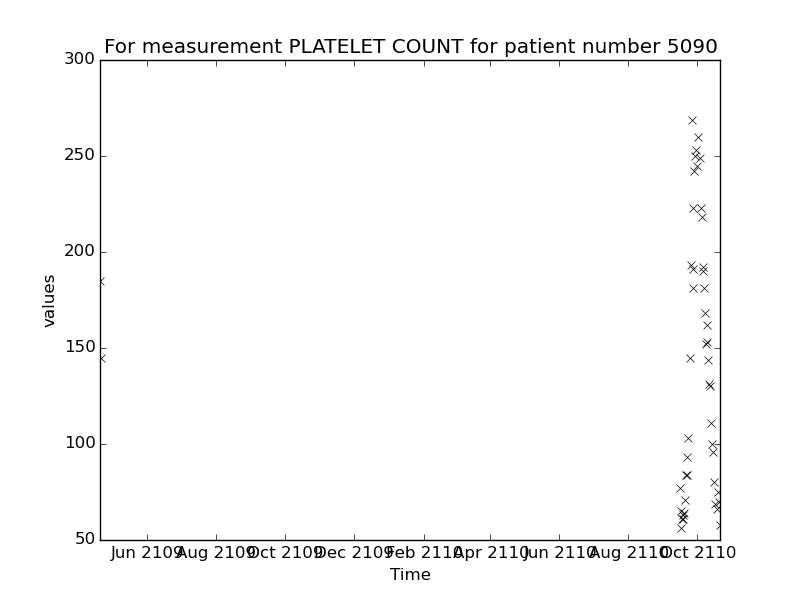 For measurement PLATELET COUNT for patient number 5090
300
250
200
150
100
50
values
Jun 2109 Aug 2109 Oct 2109 Dec 2109 Feb 2110 Apr 2110 Jun 2110 Aug 2110 Oct 2110
Time